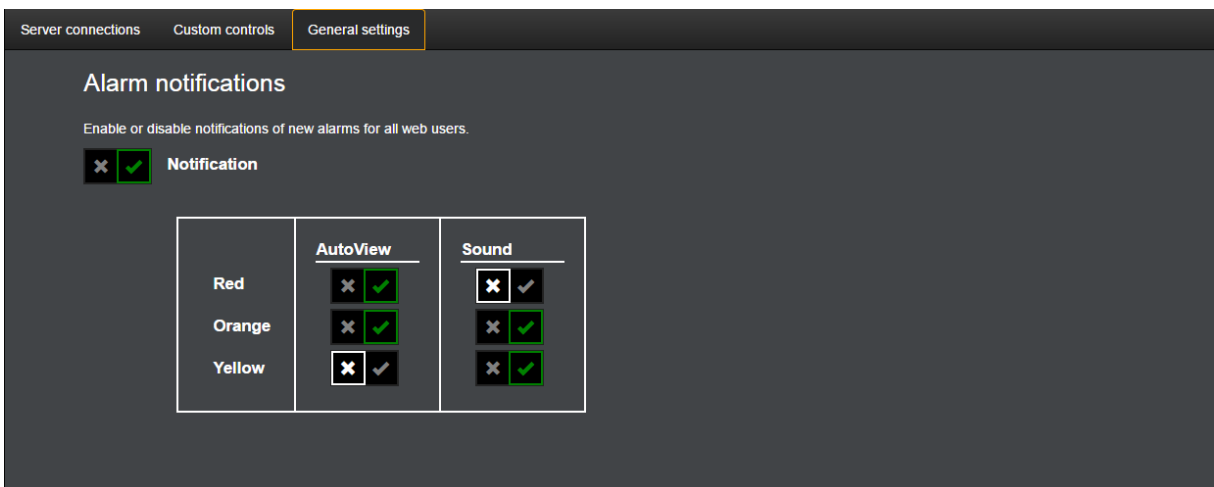 Server connections Custom controls General settings
Alarm notifications
Enable or disable notifications of new alarms for all web users.
Notification
AutoView Sound
Red
Orange
Yellow